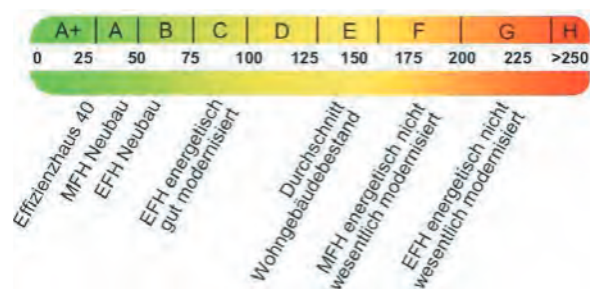 A+ A B C D E F G H
0 25 50 75 100 125 150 175 200 225 >250
Effizienzhaus 40
MFH Neubau
EFH Neubau
EFH energetisch
gut modernisiert
Durchschnitt
Wohngebäudebestand
MFH energetisch nicht
wesentlich modernisiert
EFH energetisch nicht
wesentlich modernisiert